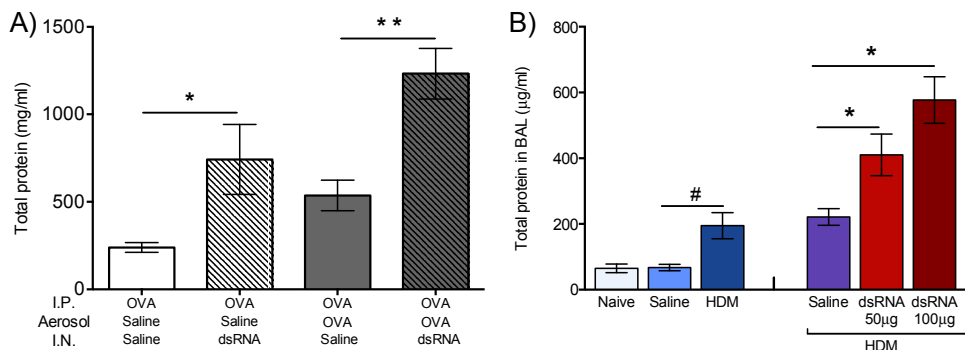 A)
Total protein (mg/ml)
1500
1000
500
0
*
* *
I.P. OVA OVA OVA OVA
Aerosol Saline Saline OVA OVA
I.N. Saline dsRNA Saline dsRNA
B)
Total protein in BAL (µg/ml)
800
600
400
200
0
#
*
*
Naive Saline HDM Saline dsRNA dsRNA
50µg 100µg
HDM